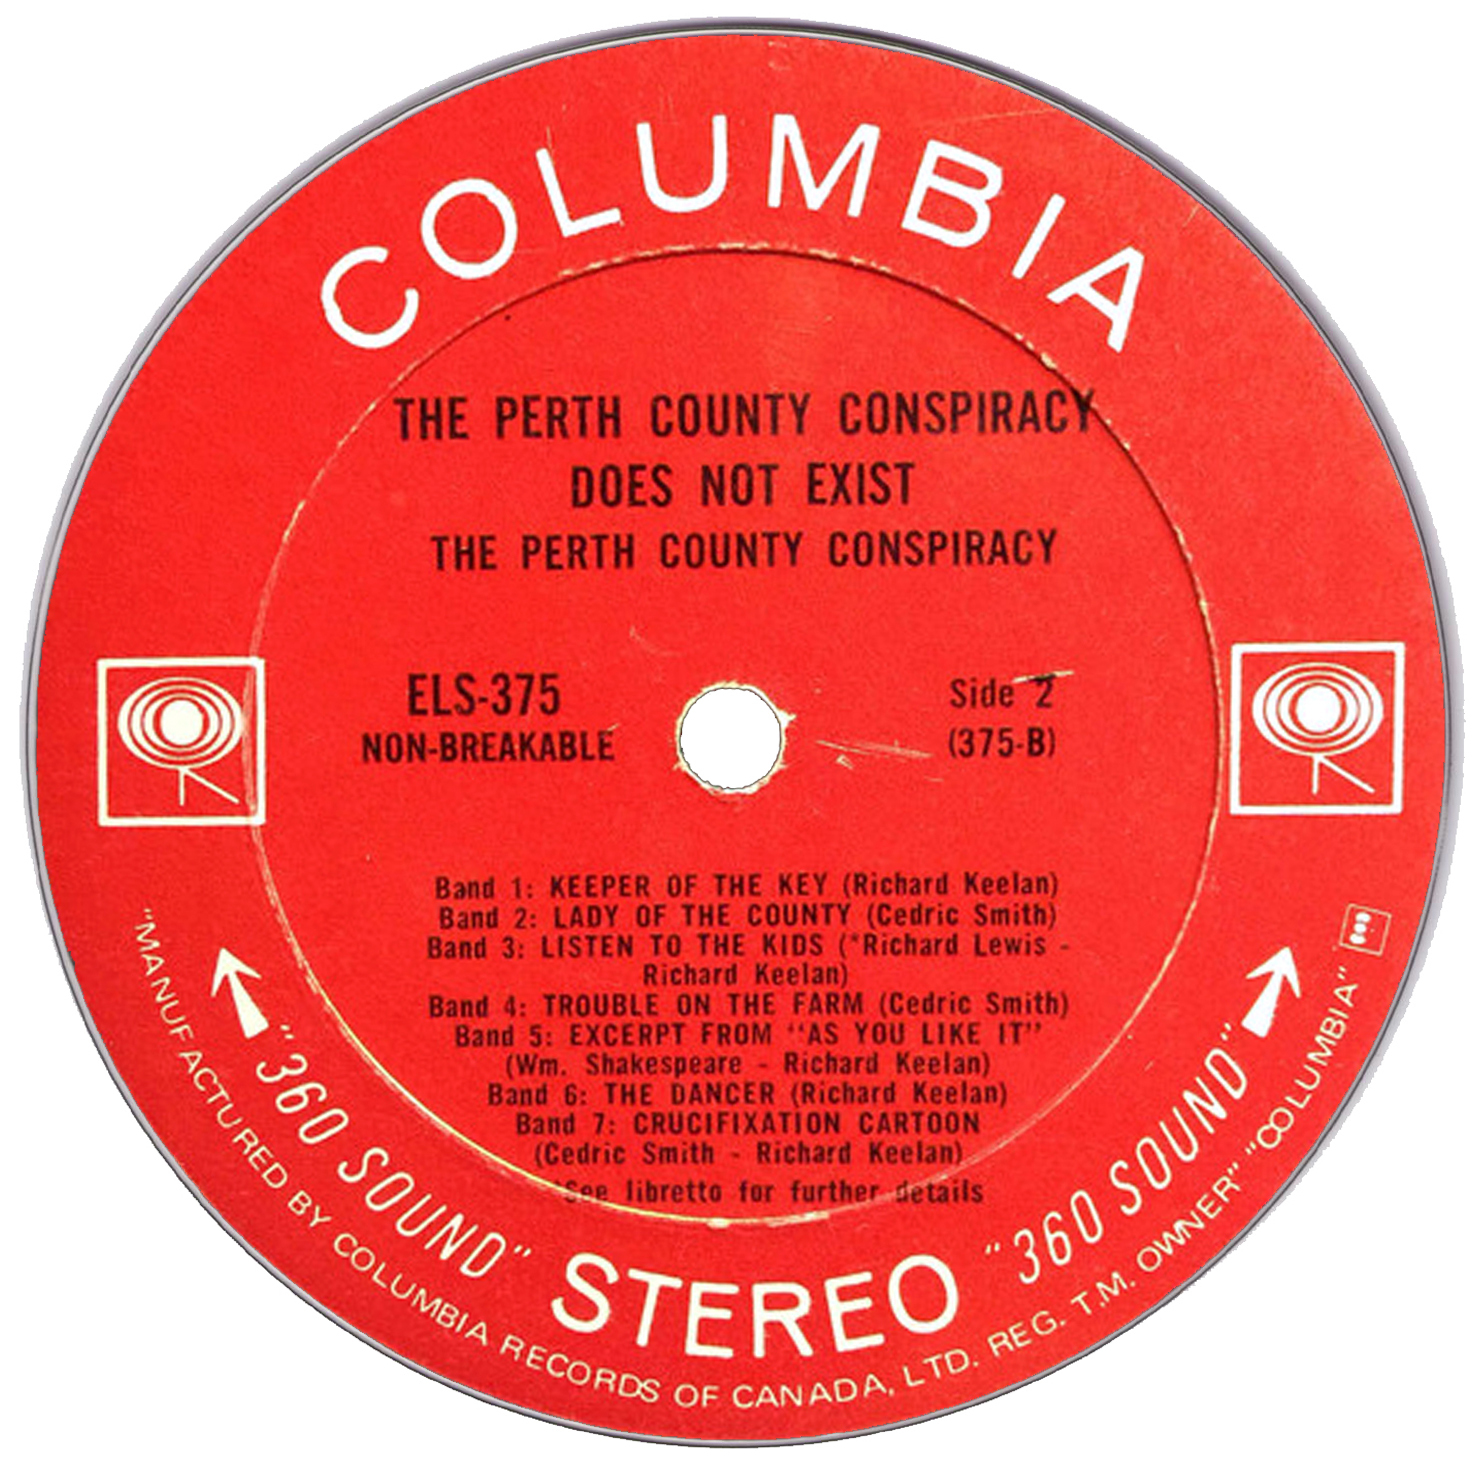 COLUMBIA
THE PERTH COUNTY CONSPIRACY
DOES NOT EXIST
THE PERTH COUNTY CONSPIRACY
ELS-375
NON-BREAKABLE
Side 2
(375-B)
Band 1: KEEPER OF THE KEY (Richard Keelan)
Band 2: LADY OF THE COUNTY (Cedric Smith)
Band 3: LISTEN TO THE KIDS (*Richard Lewis -
Richard Keelan)
Band 4: TROUBLE ON THE FARM (Cedric Smith)
Band 5: EXCERPT FROM "AS YOU LIKE IT"
(Wm. Shakespeare - Richard Keelan)
Band 6: THE DANCER (Richard Keelan)
Band 7: CRUCIFIXATION CARTOON
(Cedric Smith - Richard Keelan)
*See libretto for further details
"360 SOUND" STEREO "360 SOUND"
"MANUFACTURED BY COLUMBIA RECORDS OF CANADA, LTD. REG. T.M. OWNER" "COLUMBIA"